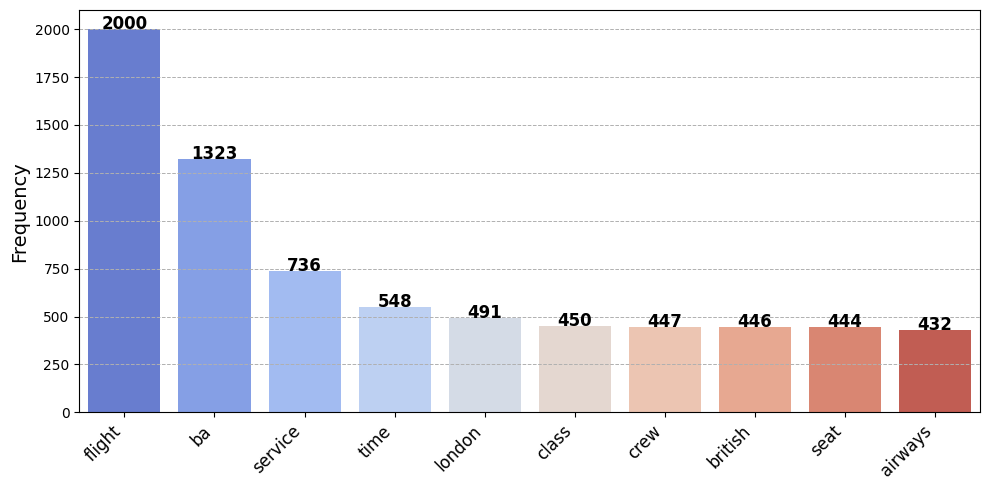 Frequency
2000
1750
1500
1250
1000
750
500
250
0
2000
1323
736
548
491
450
447
446
444
432
flight
ba
service
time
london
class
crew
british
seat
airways